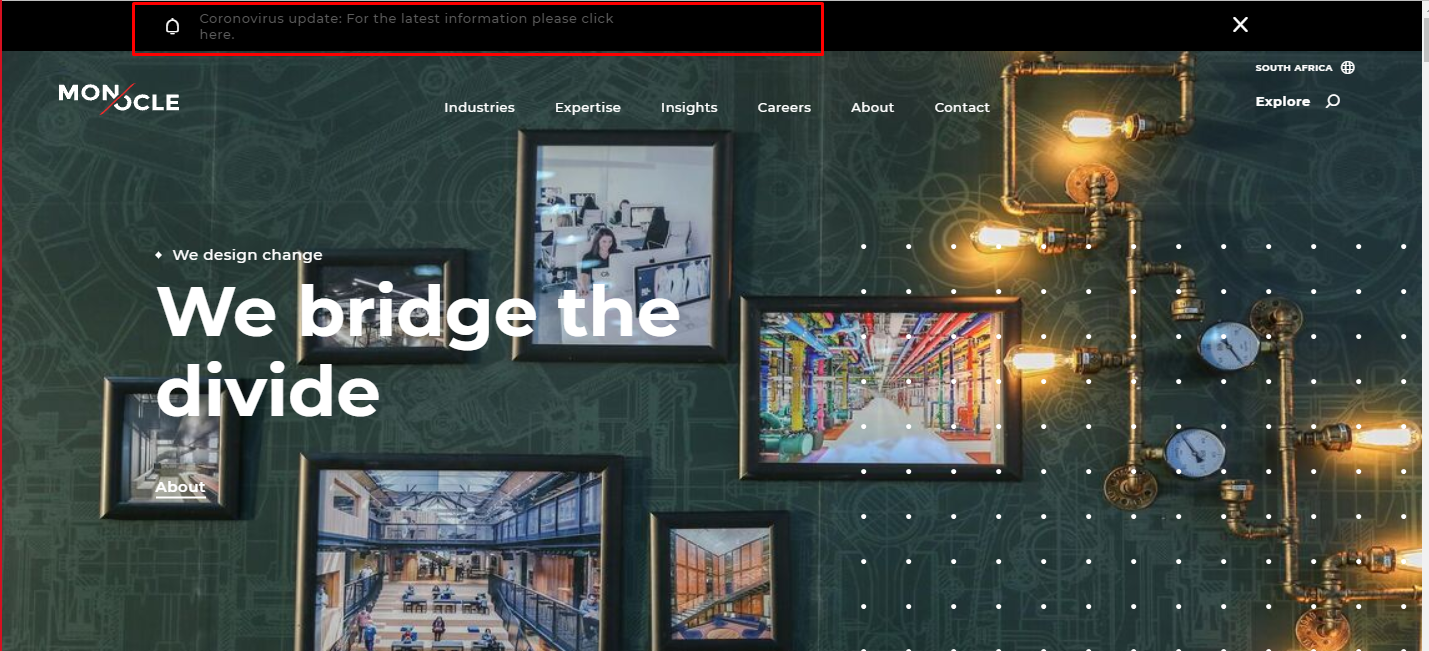 Coronovirus update: For the latest information please click
here.
SOUTH AFRICA
MONOCLE
Industries Expertise Insights Careers About Contact
Explore
We design change
We bridge the
divide
About